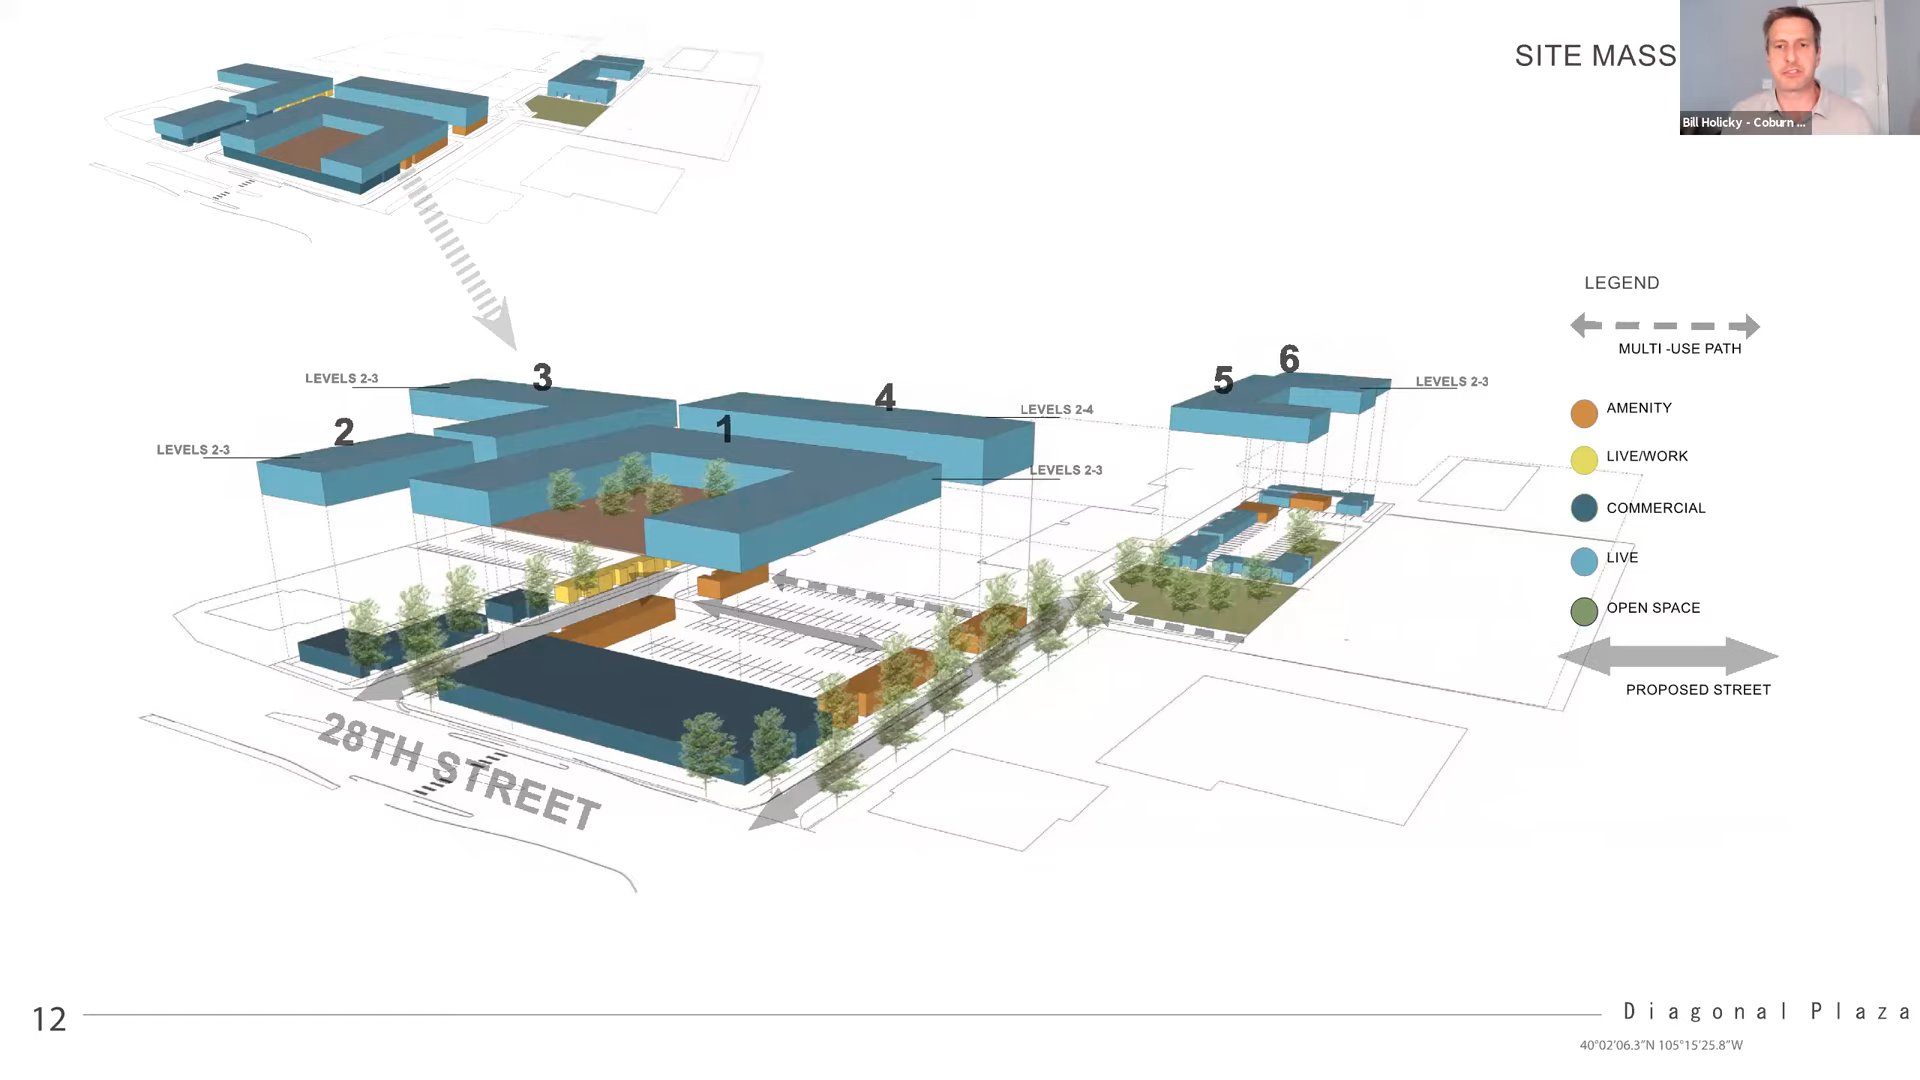 SITE MASS
Bill Holicky - Coburn ...
LEGEND
MULTI -USE PATH
AMENITY
LIVE/WORK
COMMERCIAL
LIVE
OPEN SPACE
PROPOSED STREET
LEVELS 2-3
3
2
LEVELS 2-3
1
4
LEVELS 2-4
LEVELS 2-3
5
6
LEVELS 2-3
28TH STREET
12
Diagonal Plaza
40°02'06.3"N 105°15'25.8"W